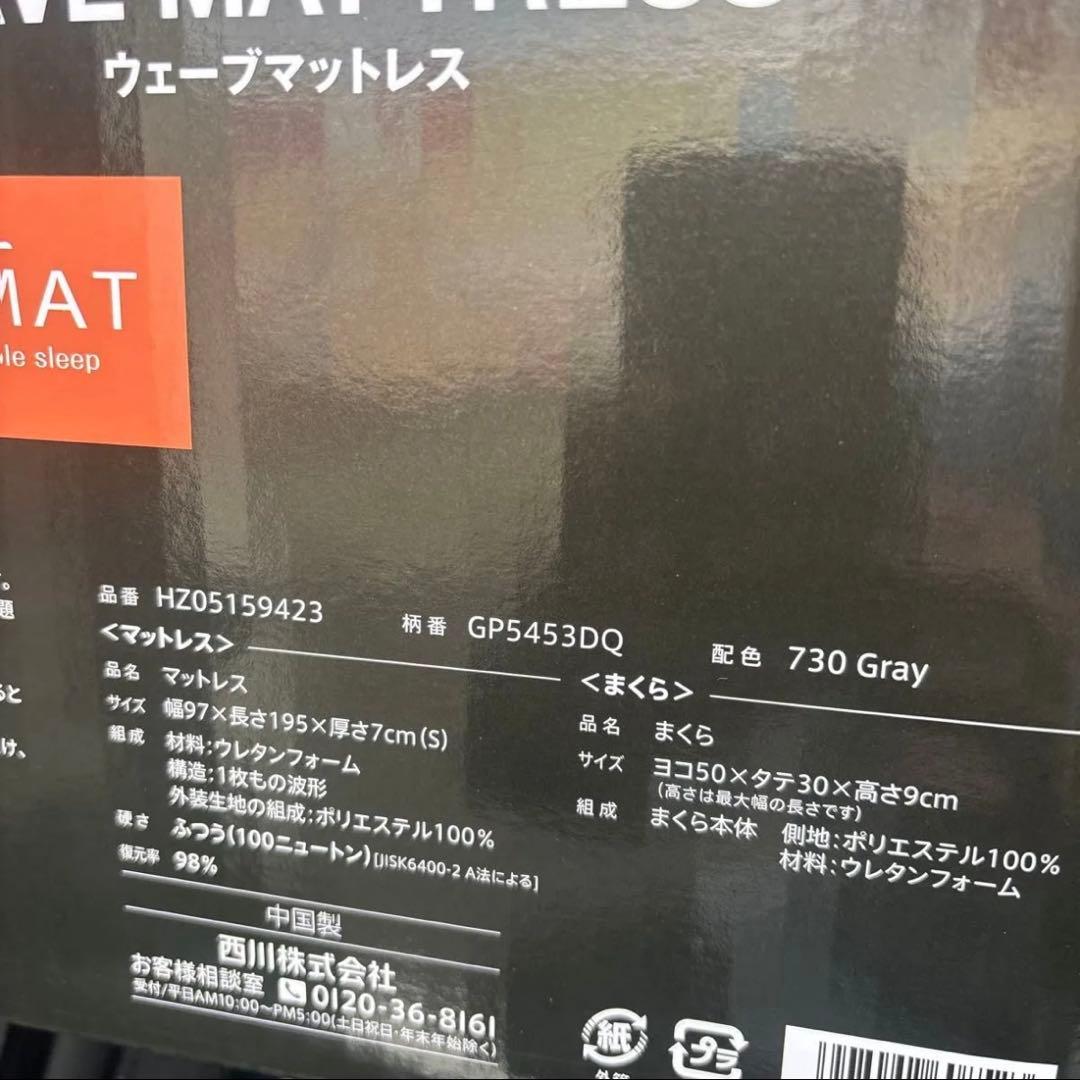 WAVE MATTRESS
ウェーブマットレス
MAT
le sleep
。
題
ると
け、
品番 HZ05159423 柄番 GP5453DQ 配色 730 Gray
<マットレス>
品名 マットレス
サイズ 幅97×長さ195×厚さ7cm(S)
組成 材料:ウレタンフォーム
構造:1枚もの波形
外装生地の組成:ポリエステル100%
硬さ ふつう(100ニュートン)[JISK6400-2 A法による]
復元率 98%
<まくら>
品名 まくら
サイズ ヨコ50×タテ30×高さ9cm
(高さは最大幅の長さです)
組成 まくら本体 側地:ポリエステル100%
材料:ウレタンフォーム
中国製
西川株式会社
お客様相談室 0120-36-8161
受付/平日AM10:00~PM5:00(土日祝日・年末年始除く)
紙
プラ
外箱